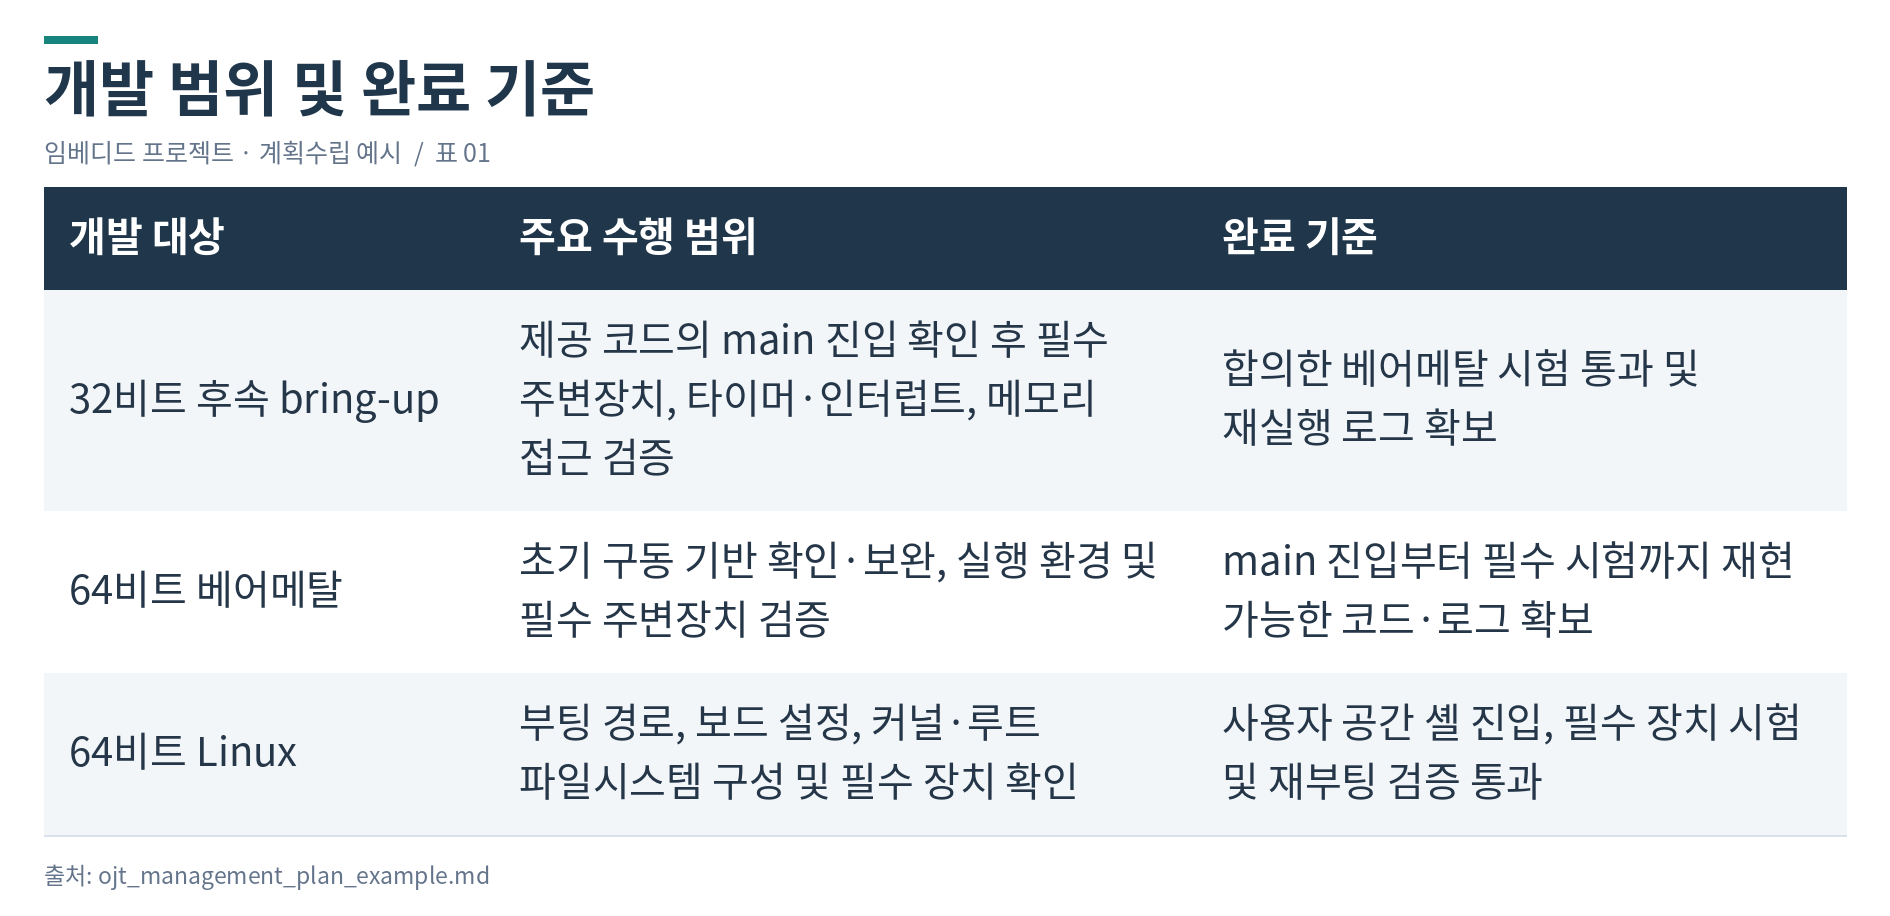 개발 범위 및 완료 기준
임베디드 프로젝트 · 계획수립 예시 / 표 01
개발 대상
주요 수행 범위
완료 기준
32비트 후속 bring-up
제공 코드의 main 진입 확인 후 필수
주변장치, 타이머·인터럽트, 메모리
접근 검증
합의한 베어메탈 시험 통과 및
재실행 로그 확보
64비트 베어메탈
초기 구동 기반 확인·보완, 실행 환경 및
필수 주변장치 검증
main 진입부터 필수 시험까지 재현
가능한 코드·로그 확보
64비트 Linux
부팅 경로, 보드 설정, 커널·루트
파일시스템 구성 및 필수 장치 확인
사용자 공간 셸 진입, 필수 장치 시험
및 재부팅 검증 통과
출처: ojt_management_plan_example.md